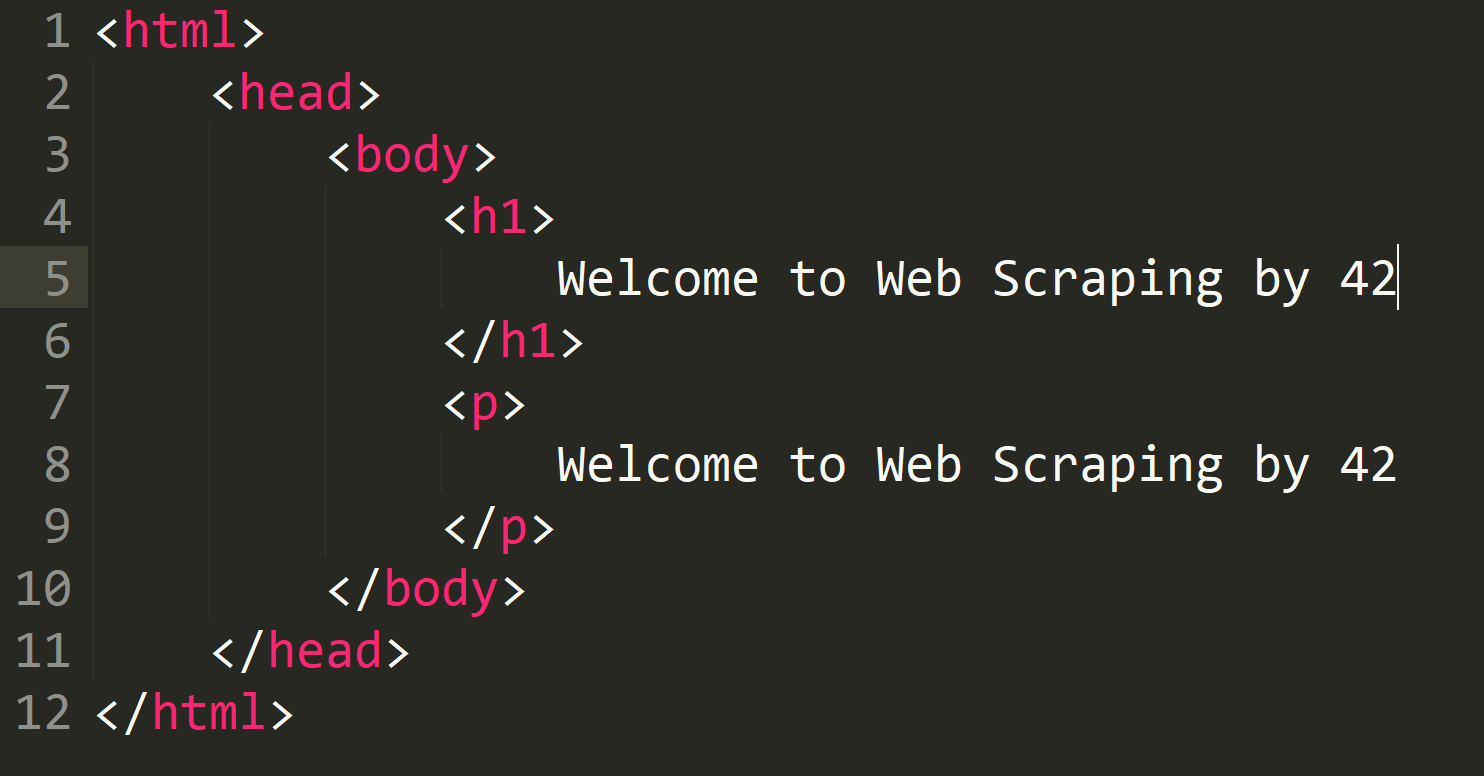 1 <html>
2     <head>
3         <body>
4             <h1>
5                 Welcome to Web Scraping by 42
6             </h1>
7             <p>
8                 Welcome to Web Scraping by 42
9             </p>
10         </body>
11     </head>
12 </html>